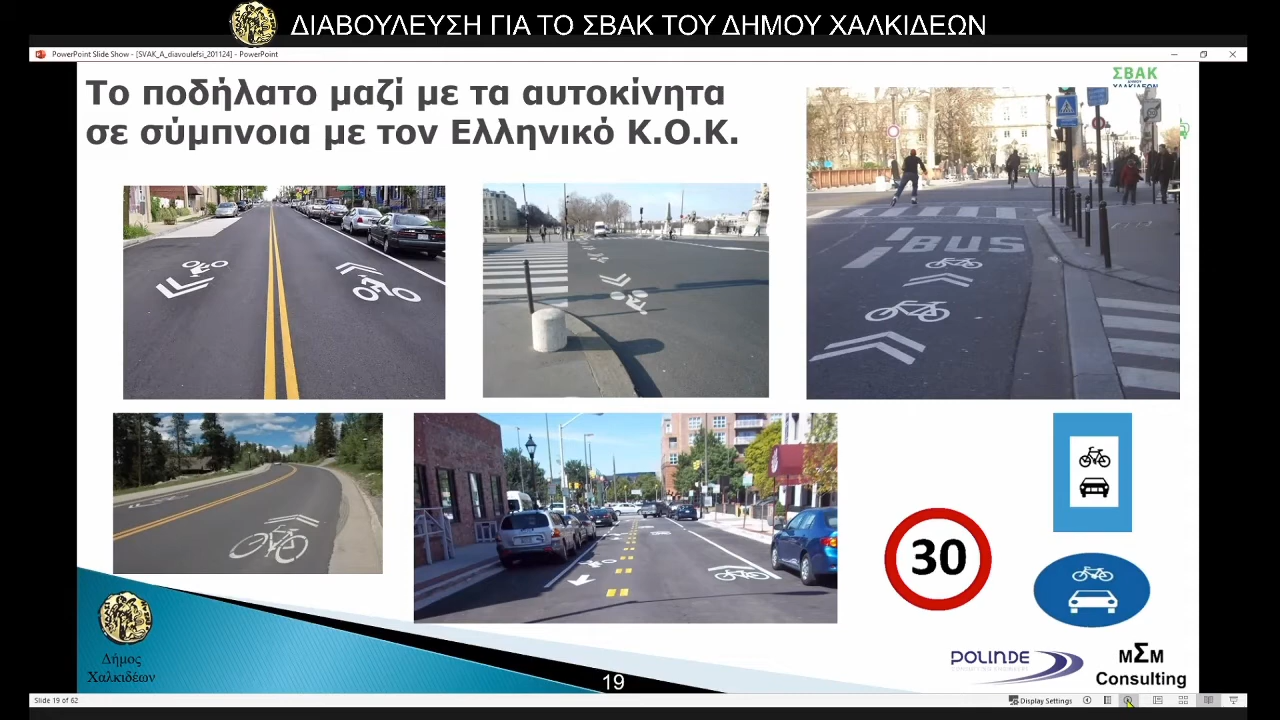 ΔΙΑΒΟΥΛΕΥΣΗ ΓΙΑ ΤΟ ΣΒΑΚ ΤΟΥ ΔΗΜΟΥ ΧΑΛΚΙΔΕΩΝ
PowerPoint Slide Show - [SVAK_A_diavoulefsi_201124] - PowerPoint
Το ποδήλατο μαζί με τα αυτοκίνητα
σε σύμπνοια με τον Ελληνικό Κ.Ο.Κ.
ΣΒΑΚ
BUS
30
Δήμος
Χαλκιδέων
POLINDE
ΜΣΜ
Consulting
19
Slide 19 of 62
Display Settings